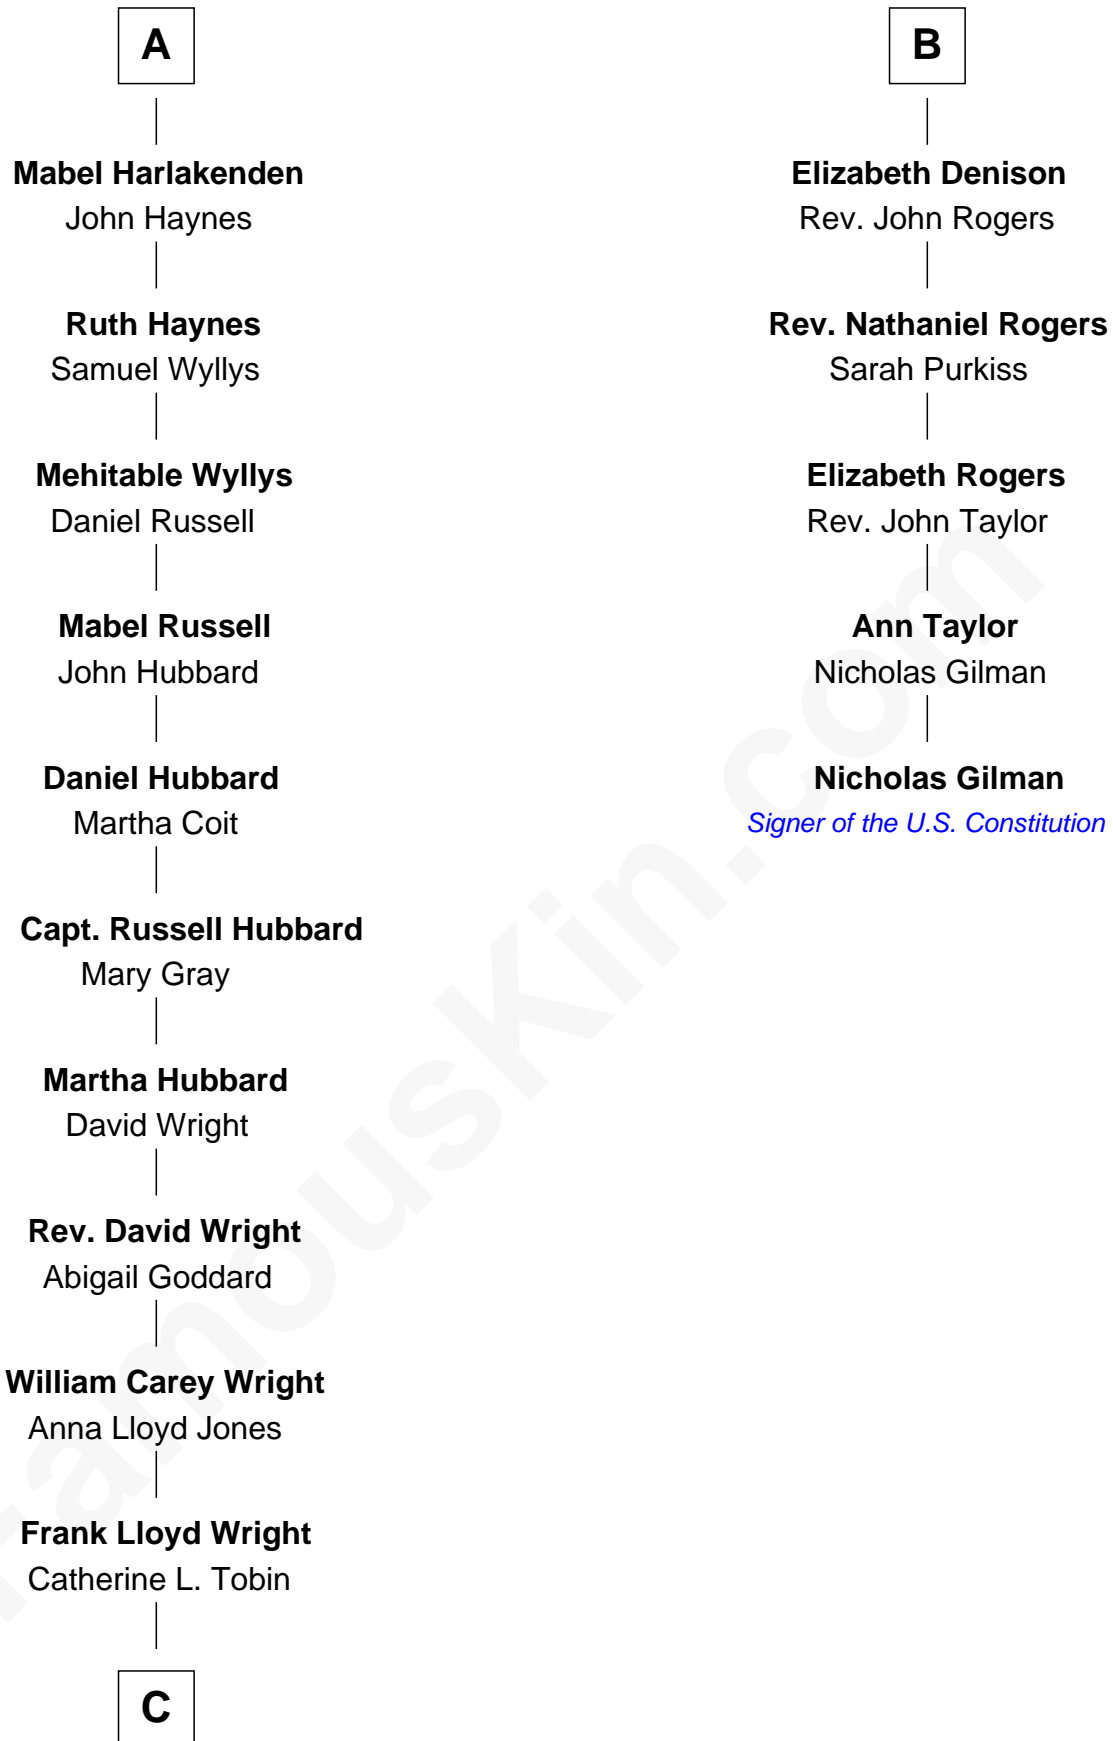 A
Mabel Harlakenden
John Haynes
Ruth Haynes
Samuel Wyllys
Mehitable Wyllys
Daniel Russell
Mabel Russell
John Hubbard
Daniel Hubbard
Martha Coit
Capt. Russell Hubbard
Mary Gray
Martha Hubbard
David Wright
Rev. David Wright
Abigail Goddard
William Carey Wright
Anna Lloyd Jones
Frank Lloyd Wright
Catherine L. Tobin
C
B
Elizabeth Denison
Rev. John Rogers
Rev. Nathaniel Rogers
Sarah Purkiss
Elizabeth Rogers
Rev. John Taylor
Ann Taylor
Nicholas Gilman
Nicholas Gilman
Signer of the U.S. Constitution
FamousKin.com